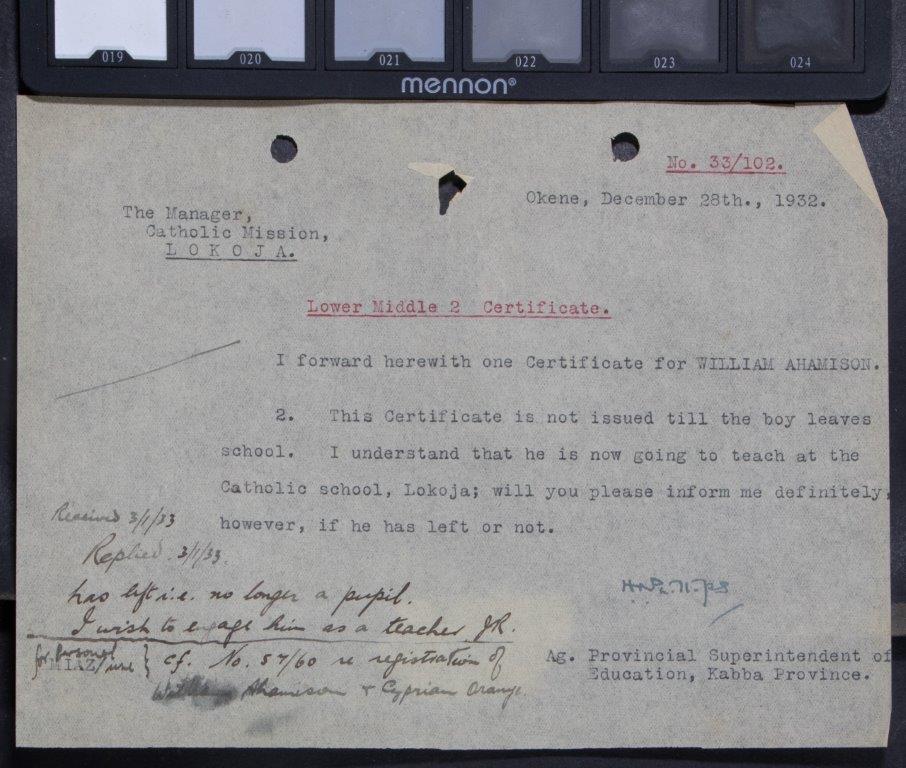 019 020 021 022 023 024
mennon®
No. 33/102.
Okene, December 28th., 1932.
The Manager,
Catholic Mission,
L O K O J A.
Lower Middle 2 Certificate.
I forward herewith one Certificate for WILLIAM AHAMISON.
2. This Certificate is not issued till the boy leaves
school. I understand that he is now going to teach at the
Catholic school, Lokoja; will you please inform me definitely,
however, if he has left or not.
Received 3/1/33
Replied. 3/1/33.
has left i.e. no longer a pupil.
I wish to engage him as a teacher JR.
Ag. Provincial Superintendent of
Education, Kabba Province.
for personal
cf. No. 57/60 re registration of
William Ahamison + Cyprian